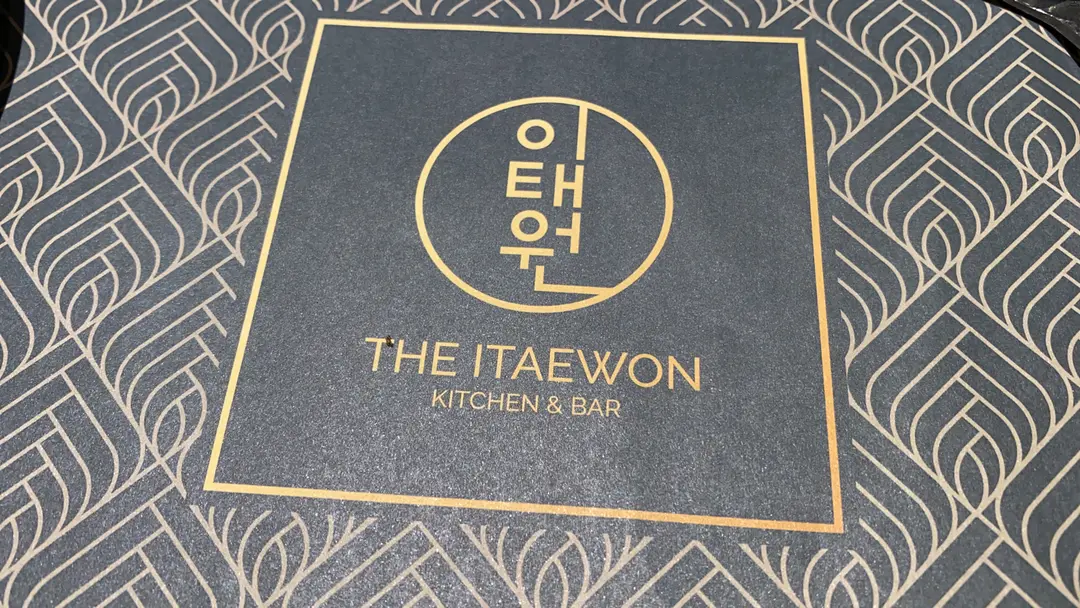 이
태
원
THE ITAEWON
KITCHEN & BAR